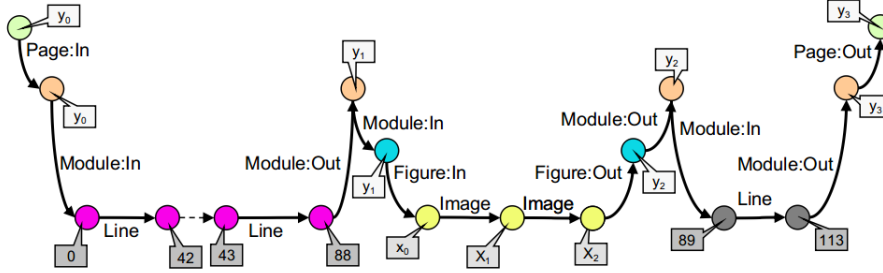 y₀ y₃
Page:In y₁ y₂ Page:Out
y₀ y₃
Module:In Module:Out Module:In
Module:In Module:Out Figure:In Figure:Out Module:Out
y₁ y₂
Line Line Image Image Line
0 42 43 88 x₀ X₁ X₂ 89 113